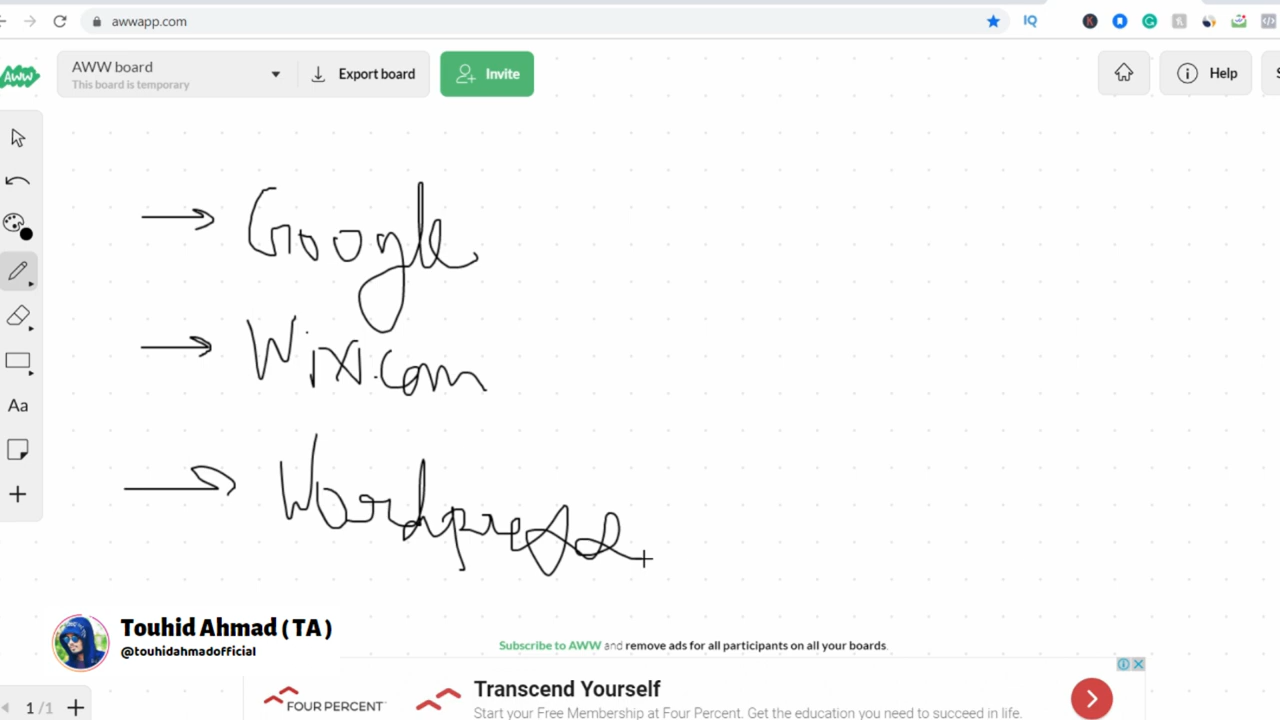 awwapp.com
IQ
AWW
AWW board
This board is temporary
Export board
Invite
Help
Google
Wix.com
Wordpress
Aa
Touhid Ahmad ( TA )
@touhidahmadofficial
Subscribe to AWW and remove ads for all participants on all your boards.
FOUR PERCENT
Transcend Yourself
Start your Free Membership at Four Percent. Get the education you need to succeed in life.
1 / 1